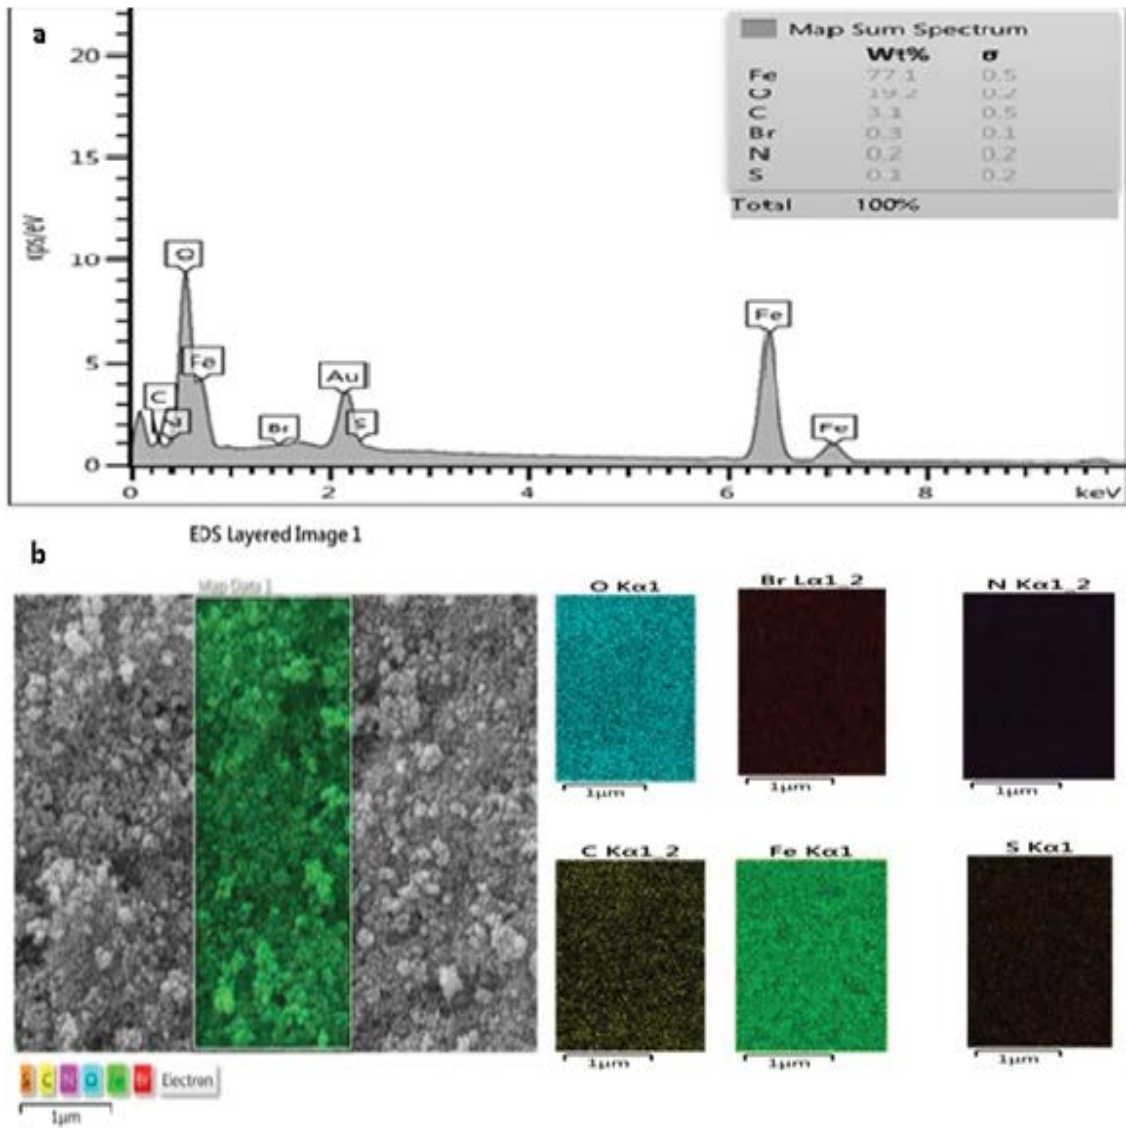 a
Map Sum Spectrum
Wt% σ
Fe 77.1 0.5
O 19.2 0.2
C 3.1 0.5
Br 0.3 0.1
N 0.2 0.2
S 0.1 0.2
Total 100%
20
15
10
5
0
cps/eV
O
Fe
C
N
Br
Au
S
Fe
Fe
0 2 4 6 8 keV
EDS Layered Image 1
b
Map Data 1
O Kα1
1µm
Br Lα1_2
1µm
N Kα1_2
1µm
C Kα1_2
1µm
Fe Kα1
1µm
S Kα1
1µm
S C N O Fe Br Electron
1µm